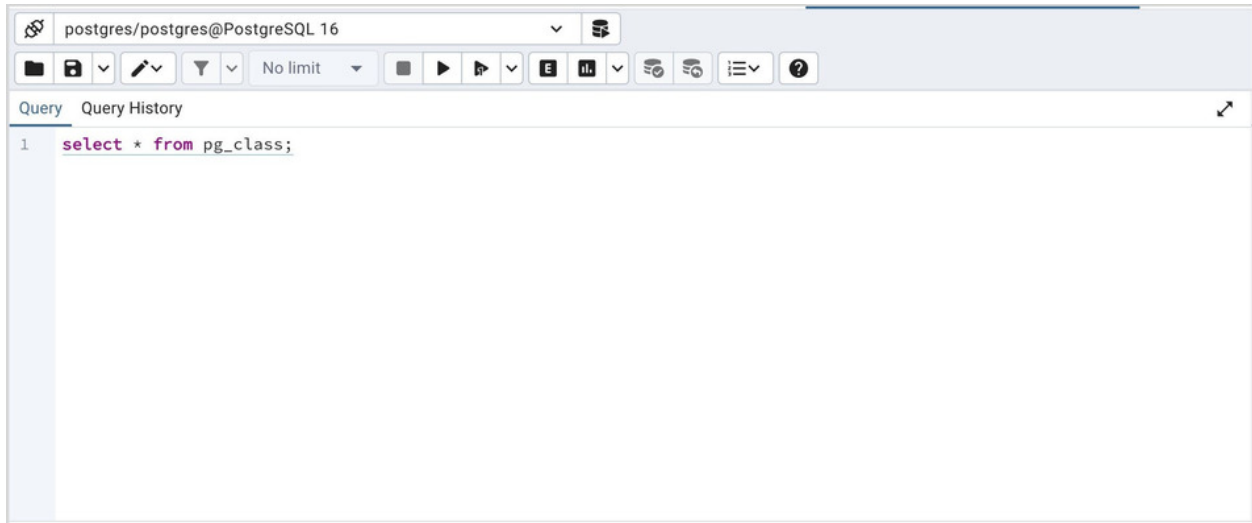 postgres/postgres@PostgreSQL 16
No limit
E
Query Query History
1 select * from pg_class;